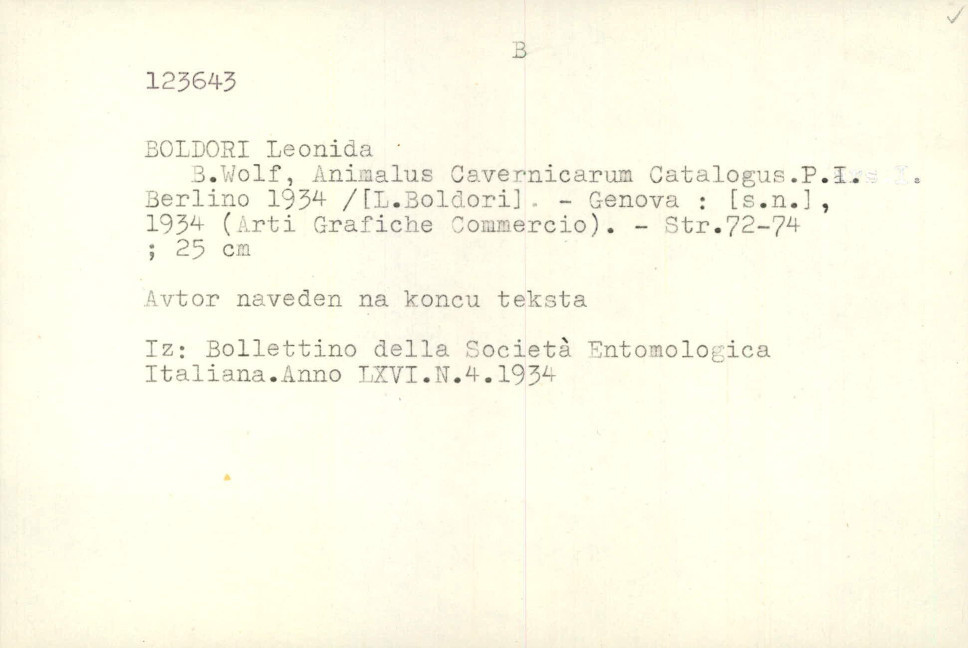 B
123643
BOLDORI Leonida
B.Wolf, Animalus Cavernicarum Catalogus.P.I.
Berlino 1934 /[L.Boldori]. - Genova : [s.n.],
1934 (Arti Grafiche Commercio). - Str.72-74
; 25 cm
Avtor naveden na koncu teksta
Iz: Bollettino della Società Entomologica
Italiana.Anno LXVI.N.4.1934